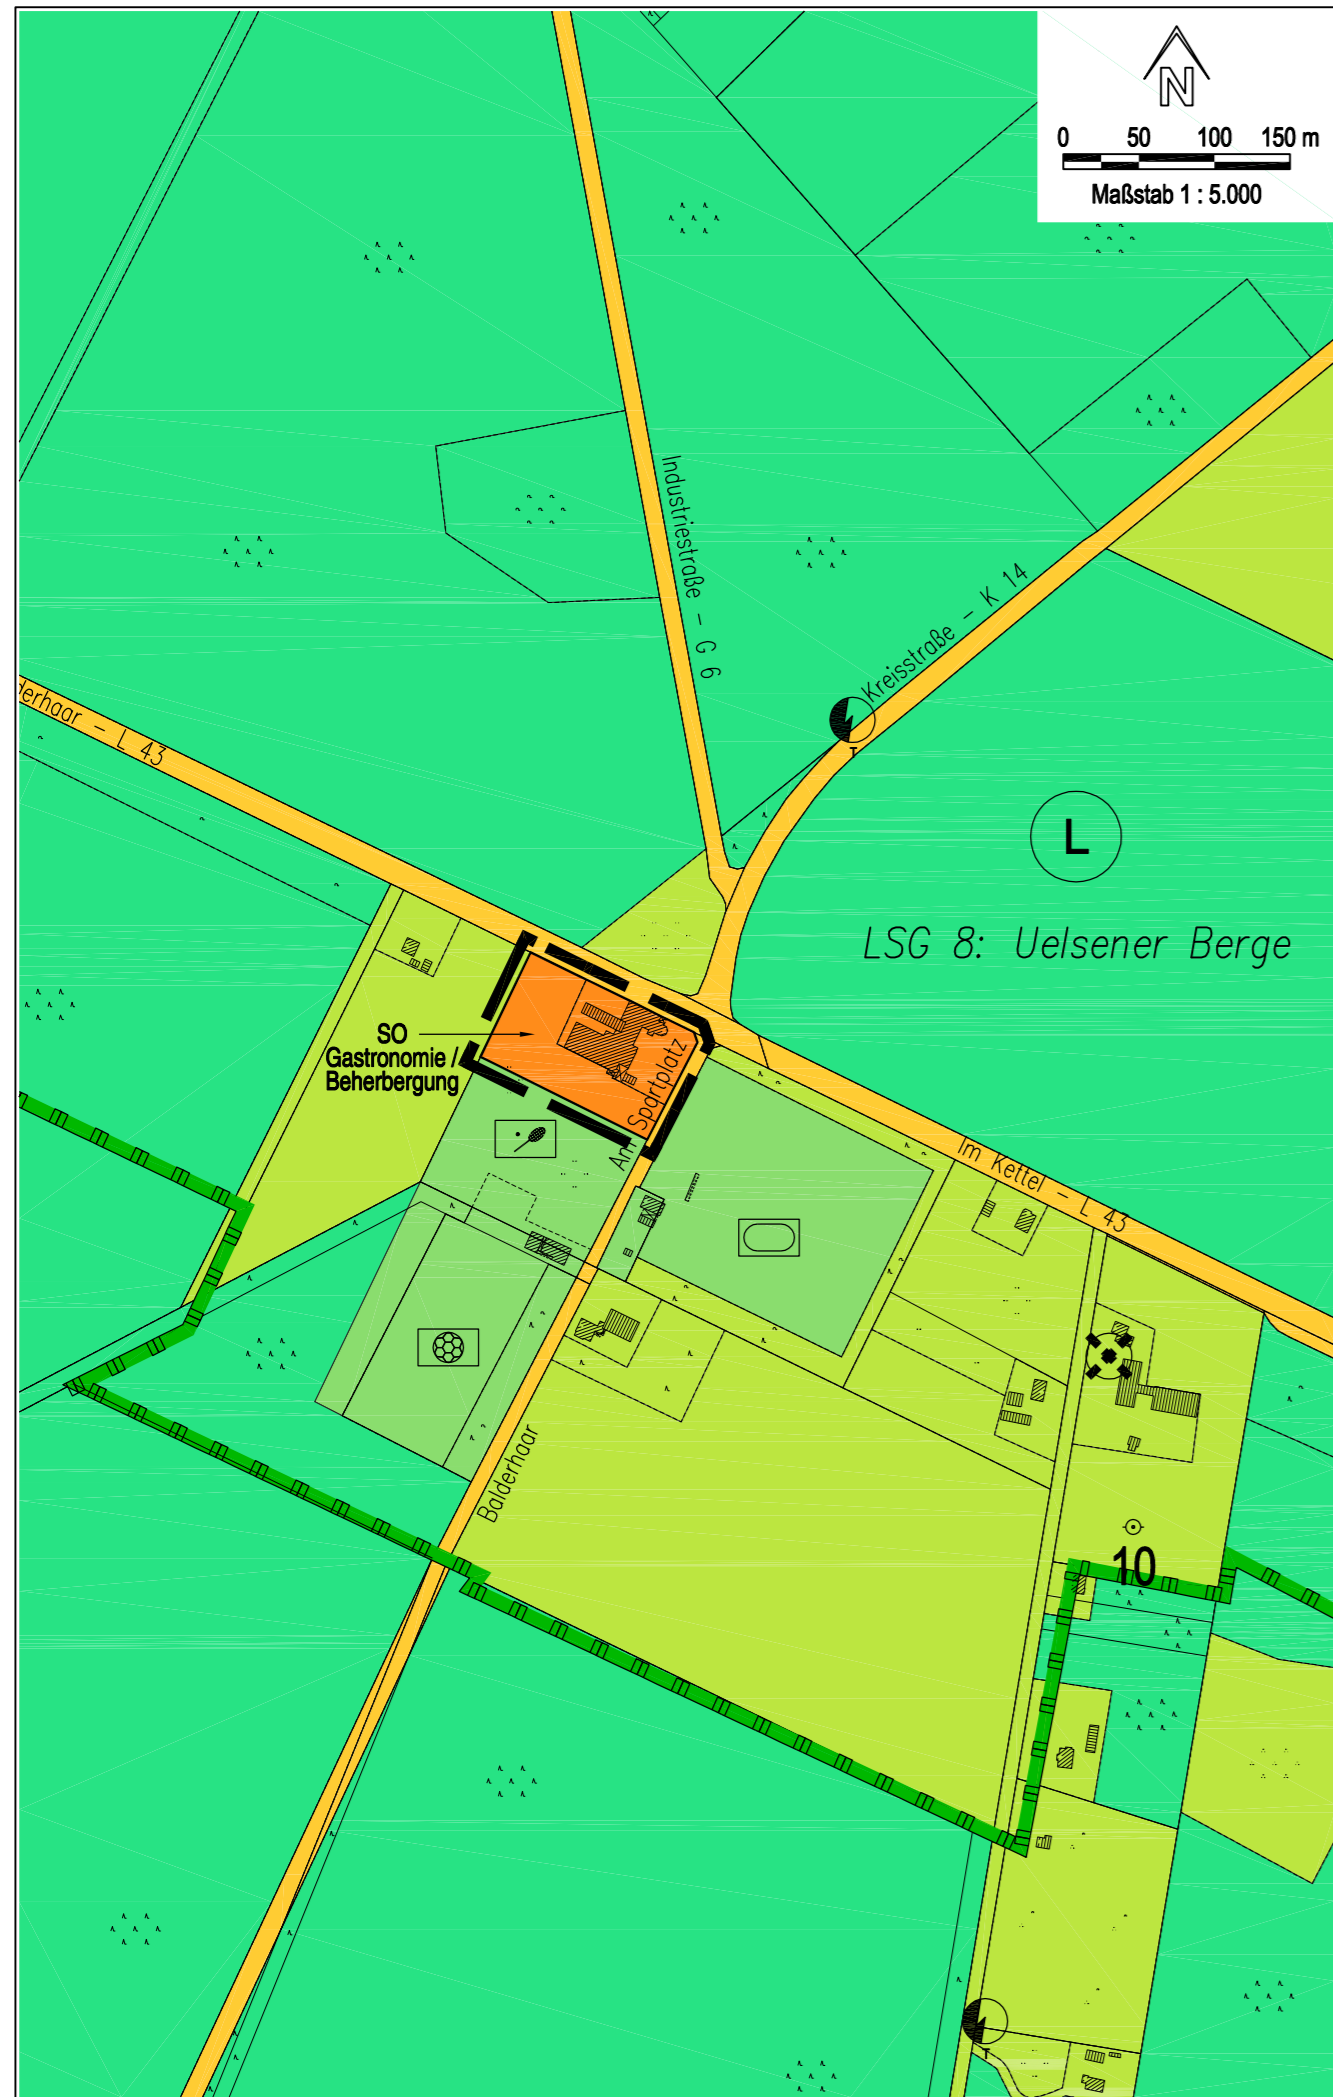 N
0 50 100 150 m
Maßstab 1 : 5.000
Industriestraße - G 6
Kreisstraße - K 14
T
derhaar - L 43
L
LSG 8: Uelsener Berge
SO
Gastronomie /
Beherbergung
Am Sportplatz
Im Kettel - L 43
Balderhaar
10
T